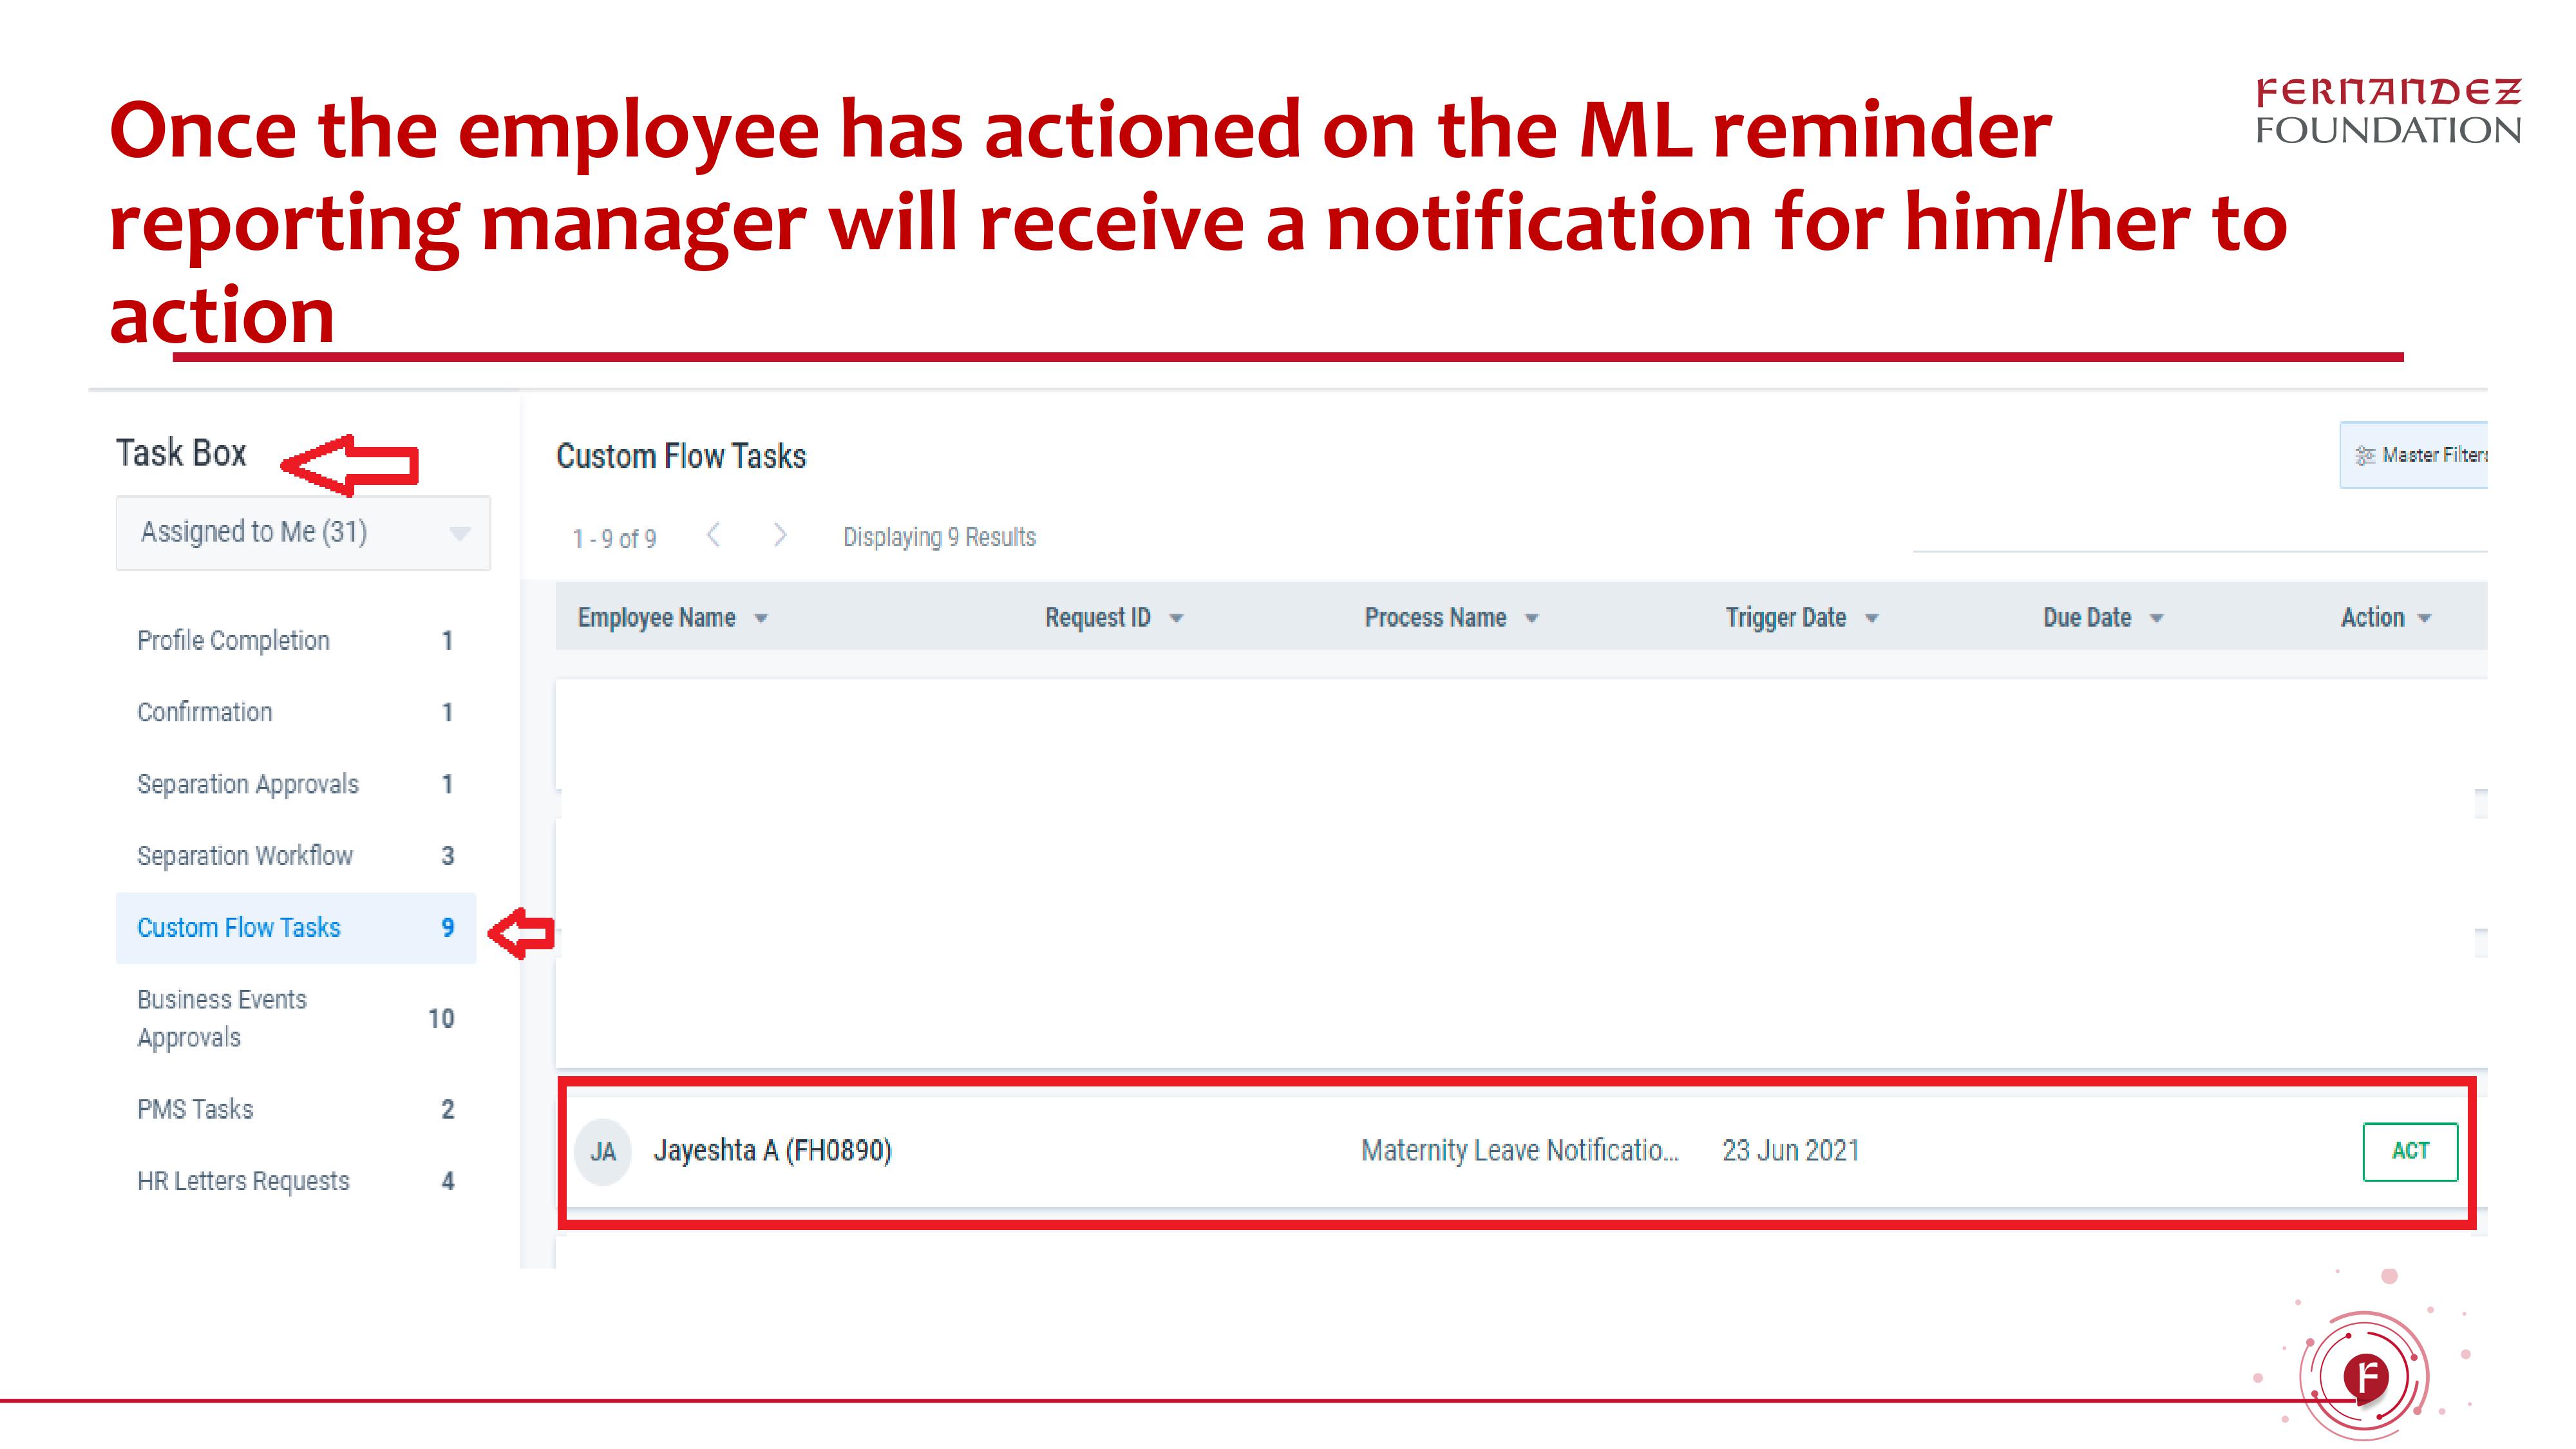 Once the employee has actioned on the ML reminder
reporting manager will receive a notification for him/her to
action
FERNANDEZ
FOUNDATION
Task Box
Assigned to Me (31)
Profile Completion 1
Confirmation 1
Separation Approvals 1
Separation Workflow 3
Custom Flow Tasks 9
Business Events
Approvals 10
PMS Tasks 2
HR Letters Requests 4
Custom Flow Tasks
Master Filters
1 - 9 of 9 < > Displaying 9 Results
Employee Name Request ID Process Name Trigger Date Due Date Action
JA Jayeshta A (FH0890) Maternity Leave Notificatio... 23 Jun 2021 ACT
F